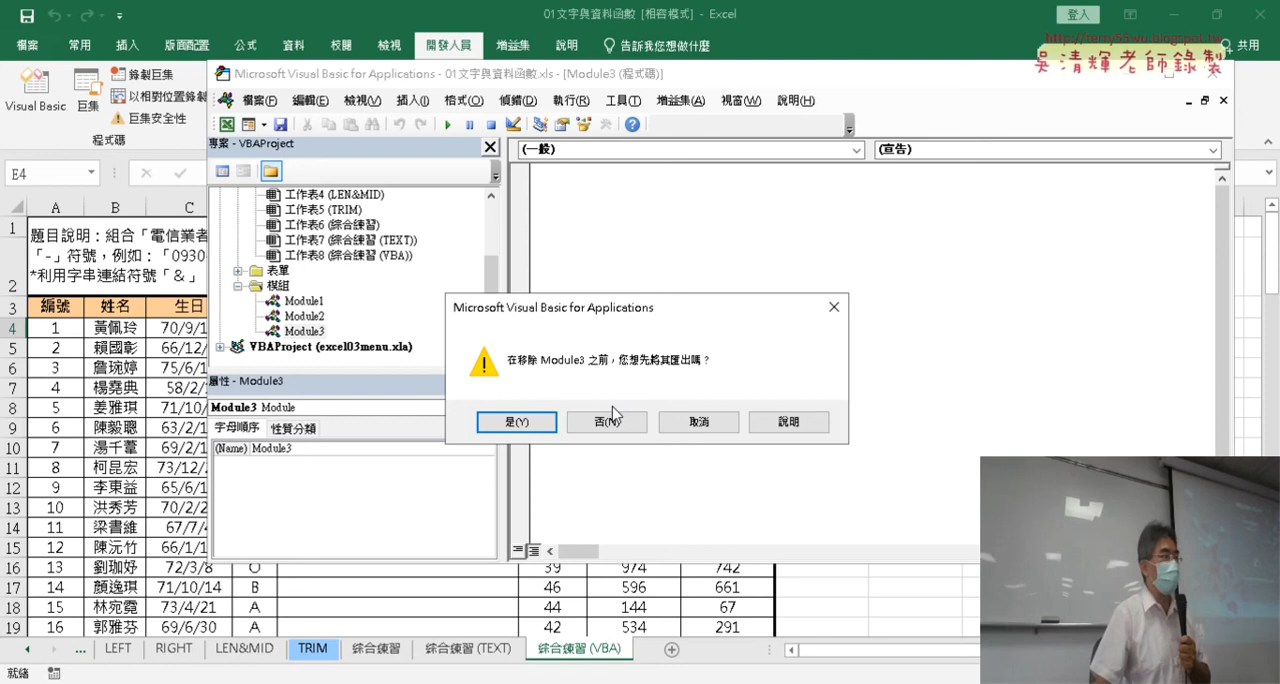 01文字與資料函數 [相容模式] - Excel
登入
檔案 常用 插入 版面配置 公式 資料 校閱 檢視 開發人員 增益集 說明 告訴我您想做什麼 共用
http://terry55wu.blogspot.tw
吳清輝老師錄製
Visual Basic
巨集
錄製巨集
以相對位置錄製
巨集安全性
程式碼
Microsoft Visual Basic for Applications - 01文字與資料函數.xls - [Module3 (程式碼)]
檔案(F) 編輯(E) 檢視(V) 插入(I) 格式(O) 偵錯(D) 執行(R) 工具(T) 增益集(A) 視窗(W) 說明(H)
專案 - VBAProject
(一般)
(宣告)
E4
工作表4 (LEN&MID)
工作表5 (TRIM)
工作表6 (綜合練習)
工作表7 (綜合練習 (TEXT))
工作表8 (綜合練習 (VBA))
表單
模組
Module1
Module2
Module3
VBAProject (excel03menu.xla)
屬性 - Module3
Module3 Module
字母順序 性質分類
(Name) Module3
Microsoft Visual Basic for Applications
在移除 Module3 之前，您想先將其匯出嗎？
是(Y) 否(N) 取消 說明
A B C
1 題目說明：組合「電信業者
「-」符號，例如：「0930
2 *利用字串連結符號「&」
3 編號 姓名 生日
4 1 黃佩玲 70/9/1
5 2 賴國彰 66/12/
6 3 詹琬婷 75/6/1
7 4 楊堯典 58/2/
8 5 姜雅琪 71/10/
9 6 陳毅聰 63/2/1
10 7 湯千葦 69/2/1
11 8 柯昆宏 73/12/
12 9 李東益 65/6/1
13 10 洪秀芳 70/2/2
14 11 梁書維 67/7/
15 12 陳沅竹 66/1/1
16 13 劉珈妤 72/3/8 O 39 974 742
17 14 顏逸琪 71/10/14 B 46 596 661
18 15 林宛霓 73/4/21 A 44 144 67
19 16 郭雅芬 69/6/30 A 42 534 291
... LEFT RIGHT LEN&MID TRIM 綜合練習 綜合練習 (TEXT) 綜合練習 (VBA)
就緒